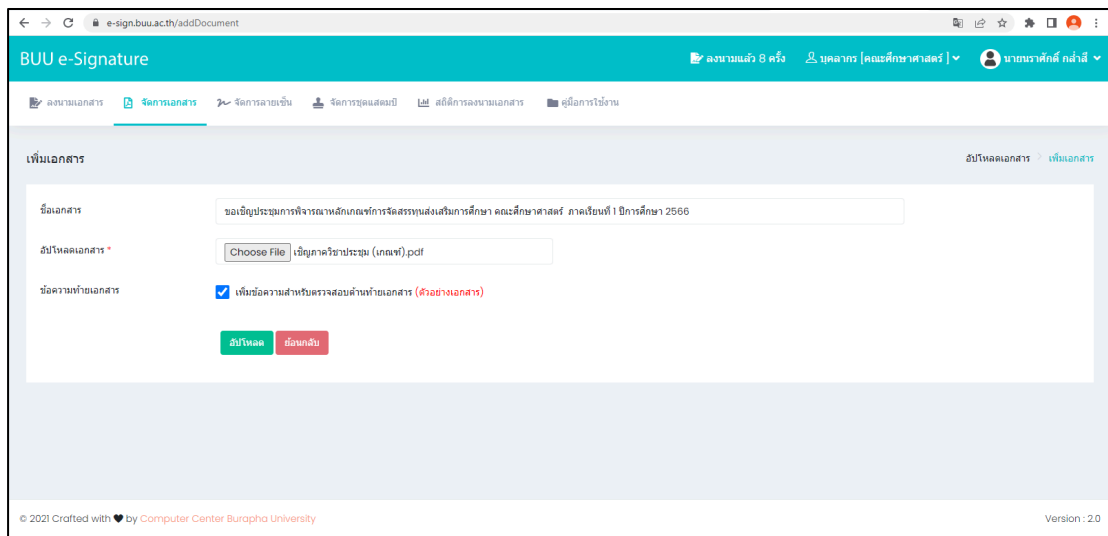 e-sign.buu.ac.th/addDocument
BUU e-Signature
ลงนามแล้ว 8 ครั้ง
บุคลากร [คณะศึกษาศาสตร์ ]
นายนราศักดิ์ กล่ำสี
ลงนามเอกสาร จัดการเอกสาร จัดการลายเซ็น จัดการชุดแสตมป์ สถิติการลงนามเอกสาร คู่มือการใช้งาน
เพิ่มเอกสาร
อัปโหลดเอกสาร > เพิ่มเอกสาร
ชื่อเอกสาร
ขอเชิญประชุมการพิจารณาหลักเกณฑ์การจัดสรรทุนส่งเสริมการศึกษา คณะศึกษาศาสตร์ ภาคเรียนที่ 1 ปีการศึกษา 2566
อัปโหลดเอกสาร *
Choose File เชิญภาควิชาประชุม (เกณฑ์).pdf
ข้อความท้ายเอกสาร
เพิ่มข้อความสำหรับตรวจสอบด้านท้ายเอกสาร (ตัวอย่างเอกสาร)
อัปโหลด ย้อนกลับ
© 2021 Crafted with ♥ by Computer Center Burapha University
Version : 2.0